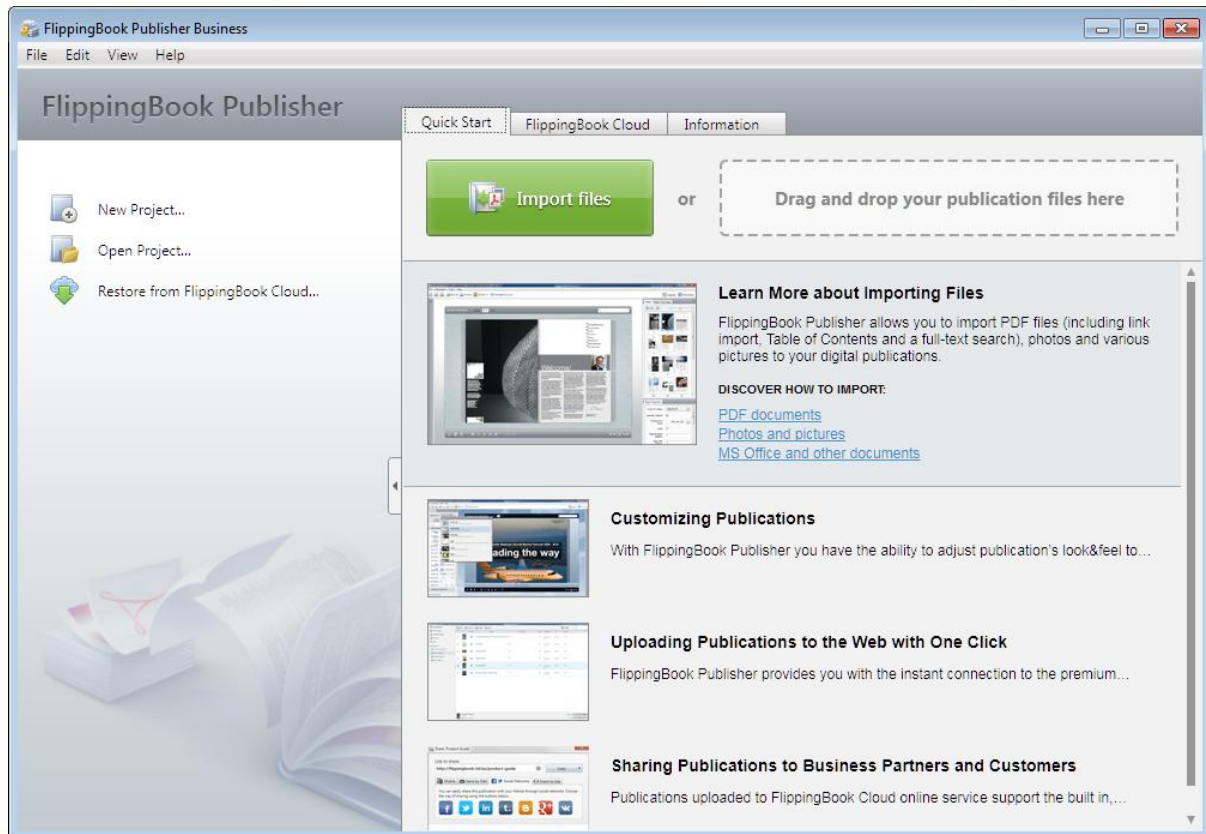 FlippingBook Publisher Business
File Edit View Help
FlippingBook Publisher
Quick Start FlippingBook Cloud Information
New Project...
Open Project...
Restore from FlippingBook Cloud...
Import files or Drag and drop your publication files here
Learn More about Importing Files
FlippingBook Publisher allows you to import PDF files (including link
import, Table of Contents and a full-text search), photos and various
pictures to your digital publications.
DISCOVER HOW TO IMPORT:
PDF documents
Photos and pictures
MS Office and other documents
Customizing Publications
With FlippingBook Publisher you have the ability to adjust publication's look&feel to...
ading the way
Uploading Publications to the Web with One Click
FlippingBook Publisher provides you with the instant connection to the premium...
Sharing Publications to Business Partners and Customers
Publications uploaded to FlippingBook Cloud online service support the built in,...
Link to share